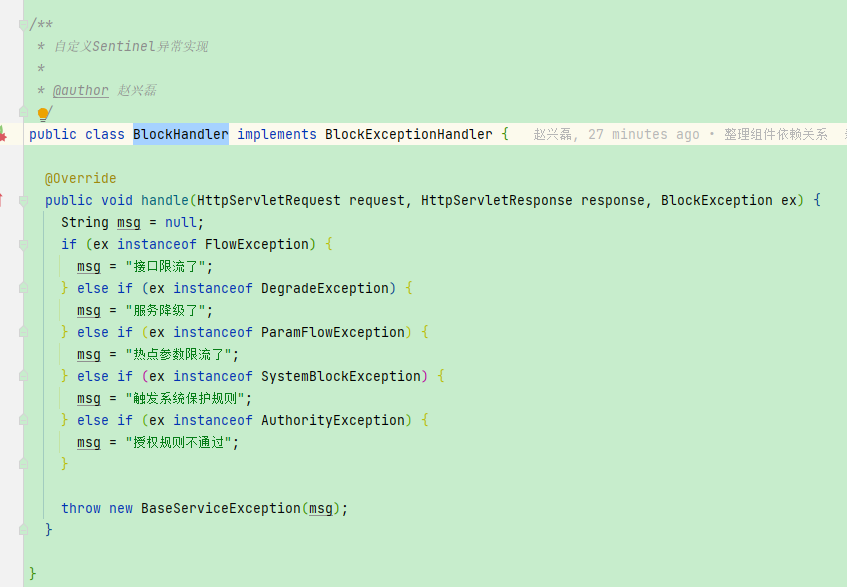 /**
 * 自定义Sentinel异常实现
 *
 * @author 赵兴磊
 */
public class BlockHandler implements BlockExceptionHandler {   赵兴磊, 27 minutes ago • 整理组件依赖关系
@Override
public void handle(HttpServletRequest request, HttpServletResponse response, BlockException ex) {
String msg = null;
if (ex instanceof FlowException) {
msg = "接口限流了";
} else if (ex instanceof DegradeException) {
msg = "服务降级了";
} else if (ex instanceof ParamFlowException) {
msg = "热点参数限流了";
} else if (ex instanceof SystemBlockException) {
msg = "触发系统保护规则";
} else if (ex instanceof AuthorityException) {
msg = "授权规则不通过";
}
throw new BaseServiceException(msg);
}
}